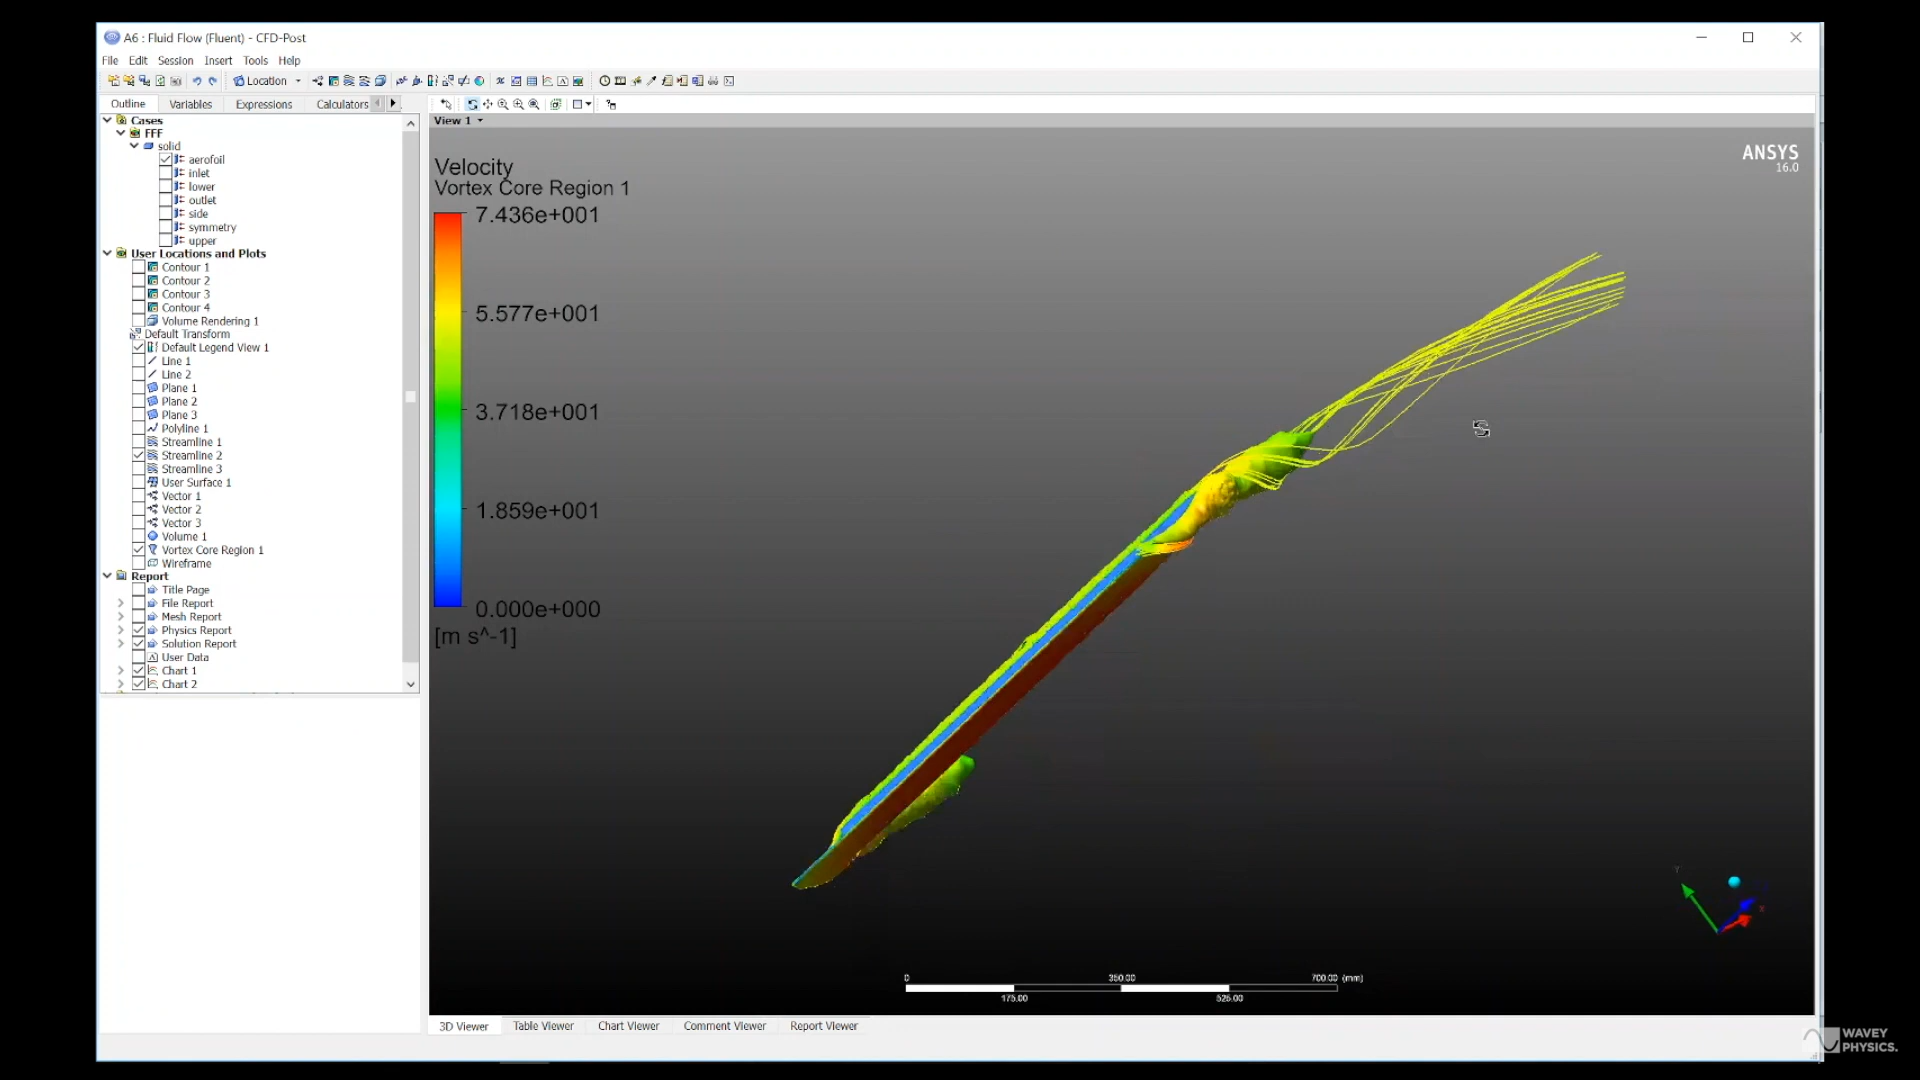 A6 : Fluid Flow (Fluent) - CFD-Post
File Edit Session Insert Tools Help
Location
Outline Variables Expressions Calculators
View 1
Cases
FFF
solid
aerofoil
inlet
lower
outlet
side
symmetry
upper
User Locations and Plots
Contour 1
Contour 2
Contour 3
Contour 4
Volume Rendering 1
Default Transform
Default Legend View 1
Line 1
Line 2
Plane 1
Plane 2
Plane 3
Polyline 1
Streamline 1
Streamline 2
Streamline 3
User Surface 1
Vector 1
Vector 2
Vector 3
Volume 1
Vortex Core Region 1
Wireframe
Report
Title Page
File Report
Mesh Report
Physics Report
Solution Report
User Data
Chart 1
Chart 2
Velocity
Vortex Core Region 1
7.436e+001
5.577e+001
3.718e+001
1.859e+001
0.000e+000
[m s^-1]
ANSYS
16.0
Y
X
0 350.00 700.00 (mm)
175.00 525.00
3D Viewer Table Viewer Chart Viewer Comment Viewer Report Viewer
WAVEY
PHYSICS.